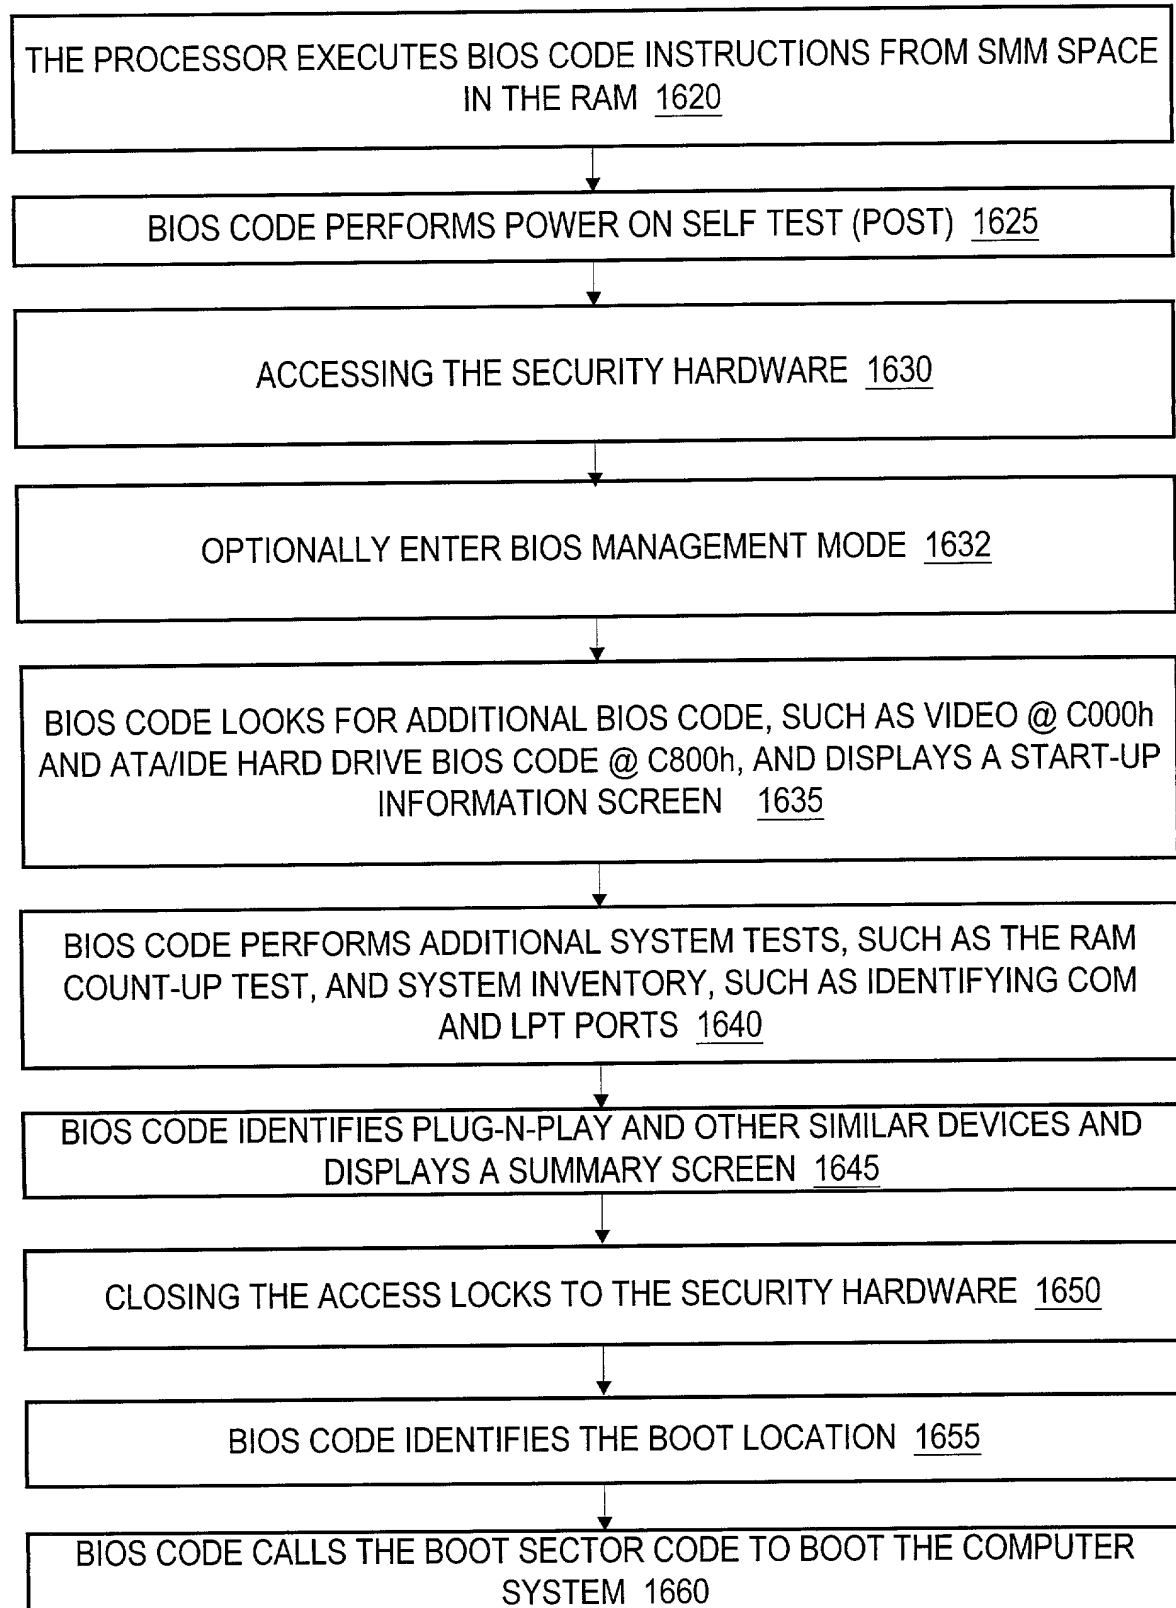 THE PROCESSOR EXECUTES BIOS CODE INSTRUCTIONS FROM SMM SPACE
IN THE RAM 1620
BIOS CODE PERFORMS POWER ON SELF TEST (POST) 1625
ACCESSING THE SECURITY HARDWARE 1630
OPTIONALLY ENTER BIOS MANAGEMENT MODE 1632
BIOS CODE LOOKS FOR ADDITIONAL BIOS CODE, SUCH AS VIDEO @ C000h
AND ATA/IDE HARD DRIVE BIOS CODE @ C800h, AND DISPLAYS A START-UP
INFORMATION SCREEN 1635
BIOS CODE PERFORMS ADDITIONAL SYSTEM TESTS, SUCH AS THE RAM
COUNT-UP TEST, AND SYSTEM INVENTORY, SUCH AS IDENTIFYING COM
AND LPT PORTS 1640
BIOS CODE IDENTIFIES PLUG-N-PLAY AND OTHER SIMILAR DEVICES AND
DISPLAYS A SUMMARY SCREEN 1645
CLOSING THE ACCESS LOCKS TO THE SECURITY HARDWARE 1650
BIOS CODE IDENTIFIES THE BOOT LOCATION 1655
BIOS CODE CALLS THE BOOT SECTOR CODE TO BOOT THE COMPUTER
SYSTEM 1660